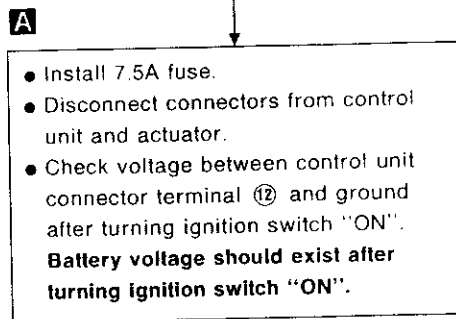 A
● Install 7.5A fuse.
● Disconnect connectors from control
unit and actuator.
● Check voltage between control unit
connector terminal ⑫ and ground
after turning ignition switch "ON".
Battery voltage should exist after
turning ignition switch "ON".